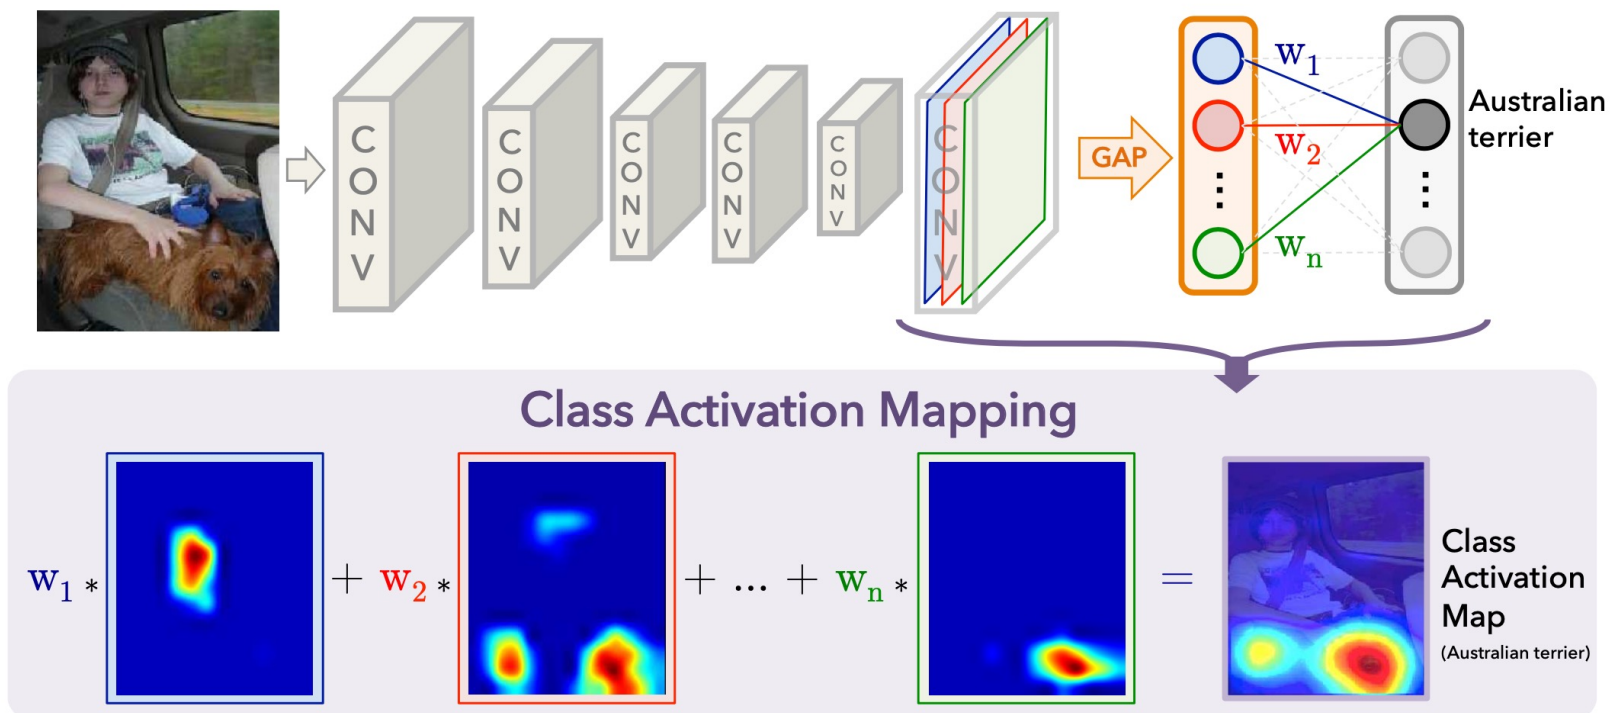 CONV
CONV
CONV
CONV
CONV
CONV
GAP
w1
w2
⋮
wn
⋮
Australian
terrier
Class Activation Mapping
w1 * + w2 * + ... + wn * =
Class
Activation
Map
(Australian terrier)